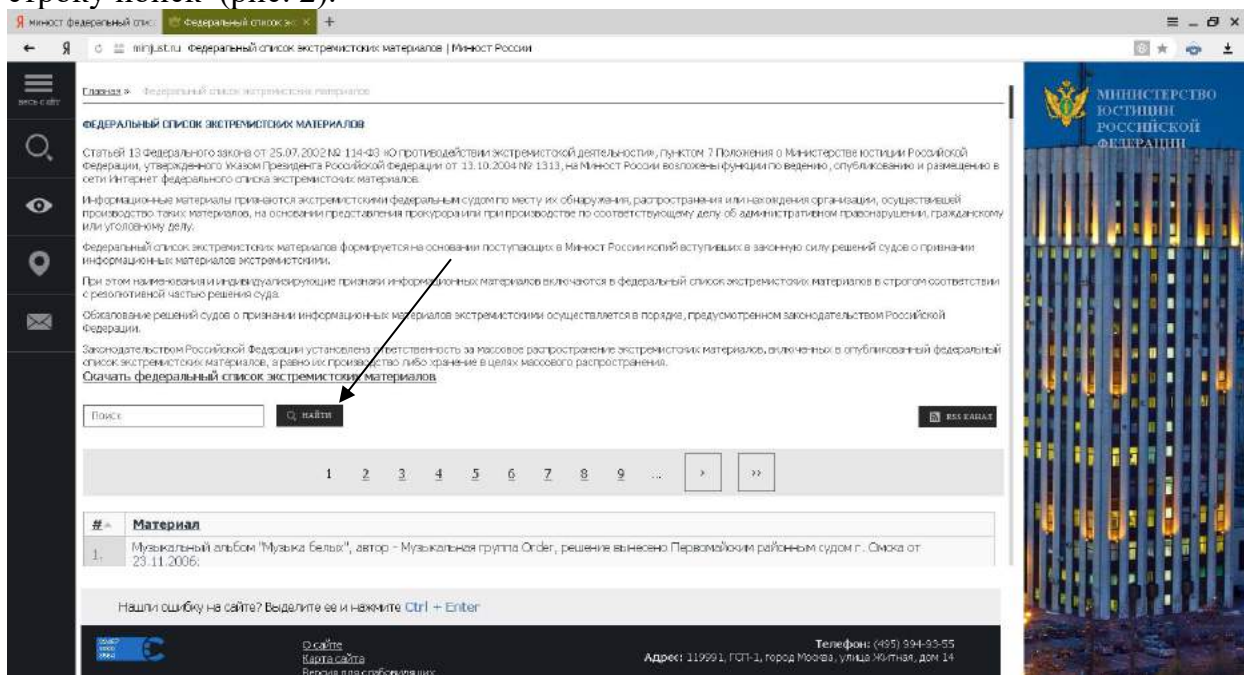 строку поиск" (рис. 2).
минюст федеральный спис
Федеральный список экс
minjust.ru Федеральный список экстремистских материалов | Минюст России
весь сайт
Главная » Федеральный список экстремистских материалов
ФЕДЕРАЛЬНЫЙ СПИСОК ЭКСТРЕМИСТСКИХ МАТЕРИАЛОВ
Статьей 13 Федерального закона от 25.07.2002 № 114-ФЗ «О противодействии экстремистской деятельности», пунктом 7 Положения о Министерстве юстиции Российской
Федерации, утвержденного Указом Президента Российской Федерации от 13.10.2004 № 1313, на Минюст России возложены функции по ведению, опубликованию и размещению в
сети Интернет федерального списка экстремистских материалов.
Информационные материалы признаются экстремистскими федеральным судом по месту их обнаружения, распространения или нахождения организации, осуществившей
производство таких материалов, на основании представления прокурора или при производстве по соответствующему делу об административном правонарушении, гражданскому
или уголовному делу.
Федеральный список экстремистских материалов формируется на основании поступающих в Минюст России копий вступивших в законную силу решений судов о признании
информационных материалов экстремистскими.
При этом наименования и индивидуализирующие признаки информационных материалов включаются в федеральный список экстремистских материалов в строгом соответствии
с резолютивной частью решения суда.
Обжалование решений судов о признании информационных материалов экстремистскими осуществляется в порядке, предусмотренном законодательством Российской
Федерации.
Законодательством Российской Федерации установлена ответственность за массовое распространение экстремистских материалов, включенных в опубликованный федеральный
список экстремистских материалов, а равно их производство либо хранение в целях массового распространения.
Скачать федеральный список экстремистских материалов
Поиск НАЙТИ RSS КАНАЛ
1 2 3 4 5 6 7 8 9 ... > >>
# Материал
1. Музыкальный альбом "Музыка белых", автор - Музыкальная группа Order, решение вынесено Первомайским районным судом г. Омска от
23.11.2006;
Нашли ошибку на сайте? Выделите ее и нажмите Ctrl + Enter
О сайте
Карта сайта
Версия для слабовидящих
Телефон: (495) 994-93-55
Адрес: 119991, ГСП-1, город Москва, улица Житная, дом 14
МИНИСТЕРСТВО
ЮСТИЦИИ
РОССИЙСКОЙ
ФЕДЕРАЦИИ